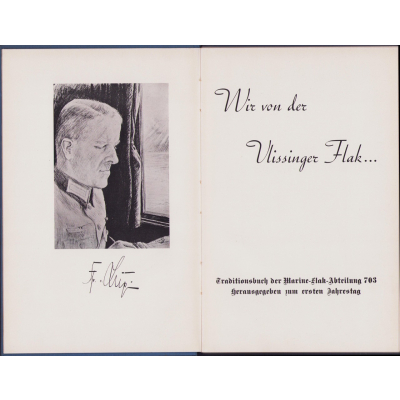 Wir von der
Vlissinger Flak...
Traditionsbuch der Marine-Flak-Abteilung 703
Herausgegeben zum ersten Jahrestag